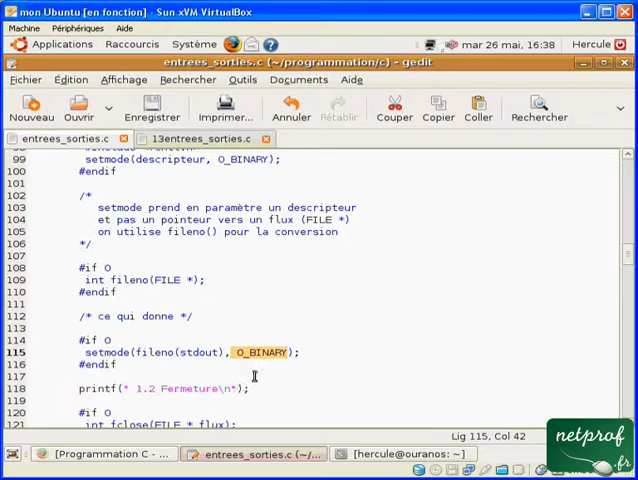 mon Ubuntu [en fonction] - Sun xVM VirtualBox
Machine Périphériques Aide
Applications Raccourcis Système mar 26 mai, 16:38 Hercule
entrees_sorties.c (~/programmation/c) - gedit
Fichier Édition Affichage Rechercher Outils Documents Aide
Nouveau Ouvrir Enregistrer Imprimer... Annuler Rétablir Couper Copier Coller Rechercher
entrees_sorties.c 13entrees_sorties.c
99 setmode(descripteur, O_BINARY);
100 #endif
101
102 /*
103 setmode prend en paramètre un descripteur
104 et pas un pointeur vers un flux (FILE *)
105 on utilise fileno() pour la conversion
106 */
107
108 #if 0
109 int fileno(FILE *);
110 #endif
111
112 /* ce qui donne */
113
114 #if 0
115 setmode(fileno(stdout), O_BINARY);
116 #endif
117
118 printf(" 1.2 Fermeture\n");
119
120 #if 0
121 int fclose(FILE * flux);
Lig 115, Col 42
[Programmation C - ... entrees_sorties.c (~/... [hercule@ouranos: ~]
netprof
.fr